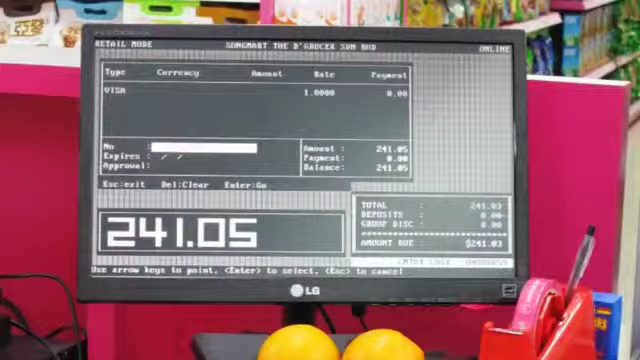 RETAIL MODE SONGMART THE D'GROCER SDN BHD ONLINE
Type Currency Amount Rate Payment
VISA 1.0000 0.00
No
Expires : / /
Approval:
Amount : 241.05
Payment: 0.00
Balance: 241.05
Esc:exit Del:Clear Enter:Go
241.05
TOTAL : 241.03
DEPOSITS : 0.00
GROUP DISC : 0.00
AMOUNT DUE : $241.03
Use arrow keys to point, <Enter> to select, <Esc> to cancel
LG